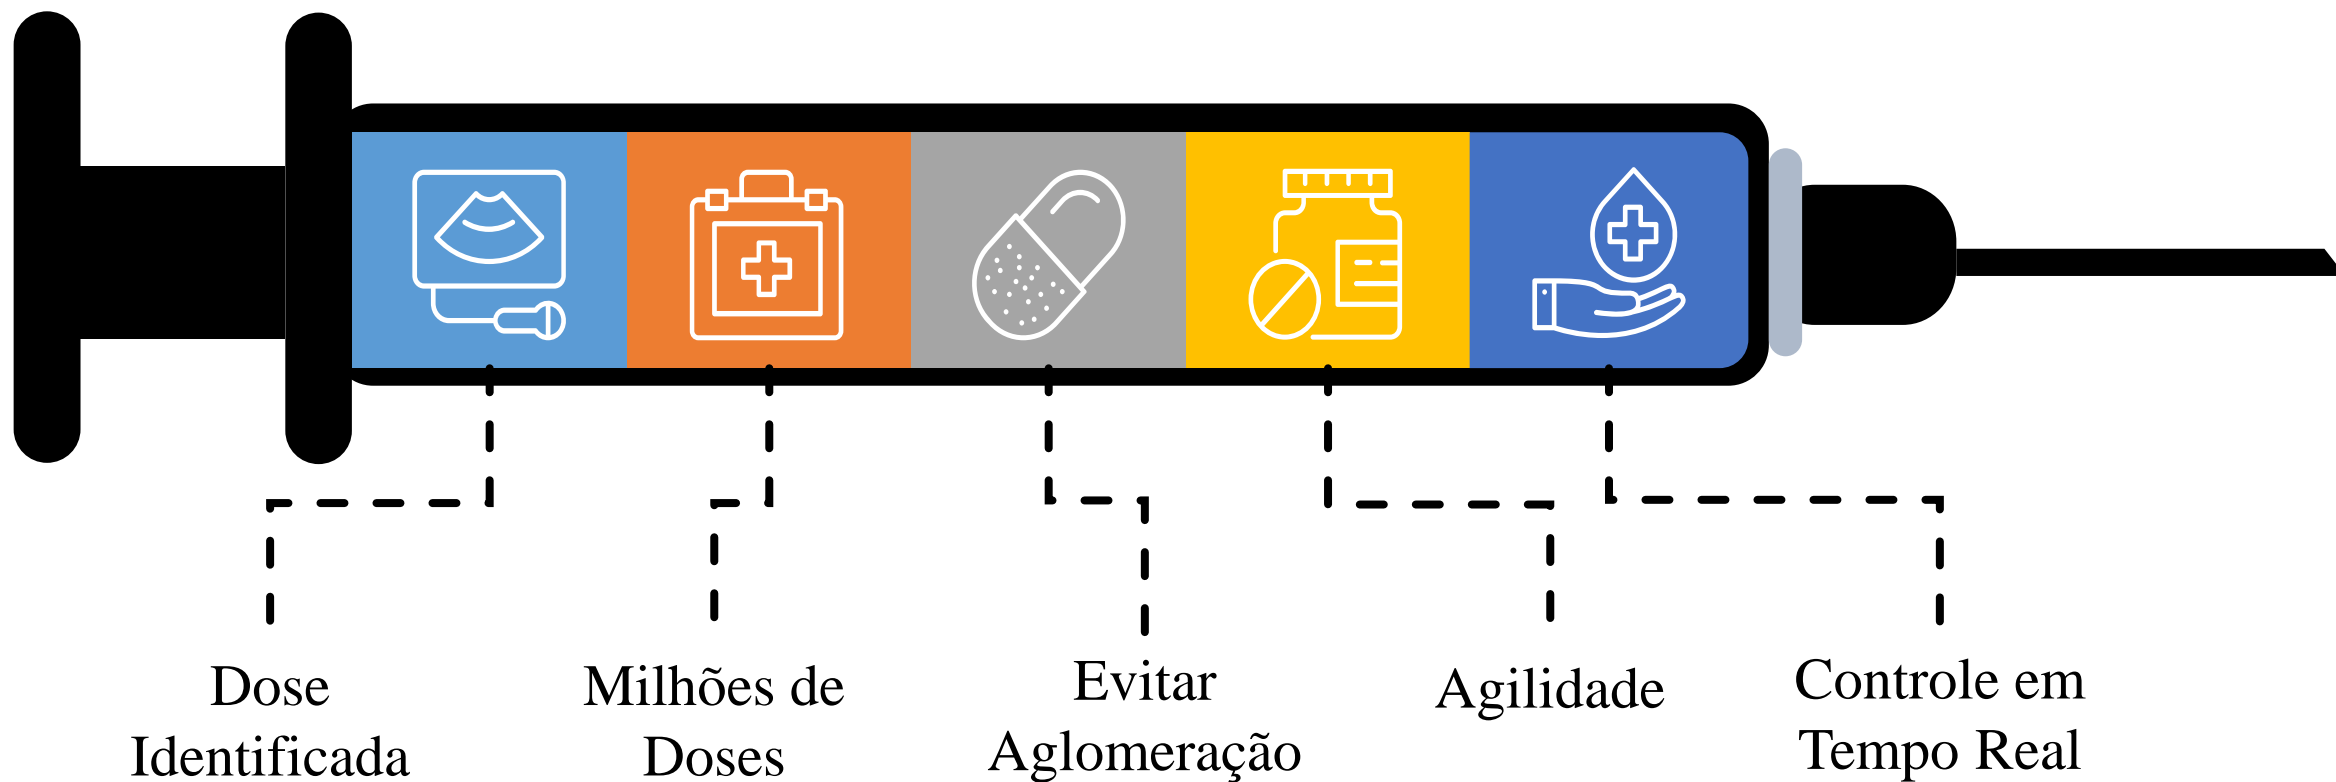 Dose
Identificada
Milhões de
Doses
Evitar
Aglomeração
Agilidade
Controle em
Tempo Real